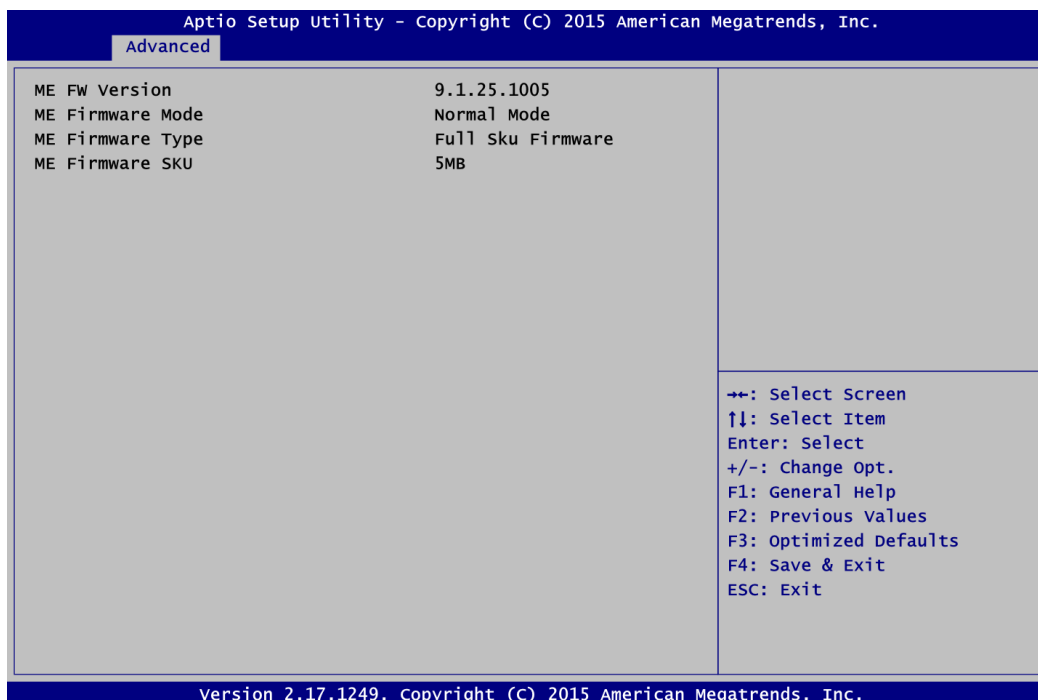 Aptio Setup Utility - Copyright (C) 2015 American Megatrends, Inc.
Advanced
ME FW Version 9.1.25.1005
ME Firmware Mode Normal Mode
ME Firmware Type Full Sku Firmware
ME Firmware SKU 5MB
→←: Select Screen
↑↓: Select Item
Enter: Select
+/-: Change Opt.
F1: General Help
F2: Previous Values
F3: Optimized Defaults
F4: Save & Exit
ESC: Exit
Version 2.17.1249. Copyright (C) 2015 American Megatrends, Inc.